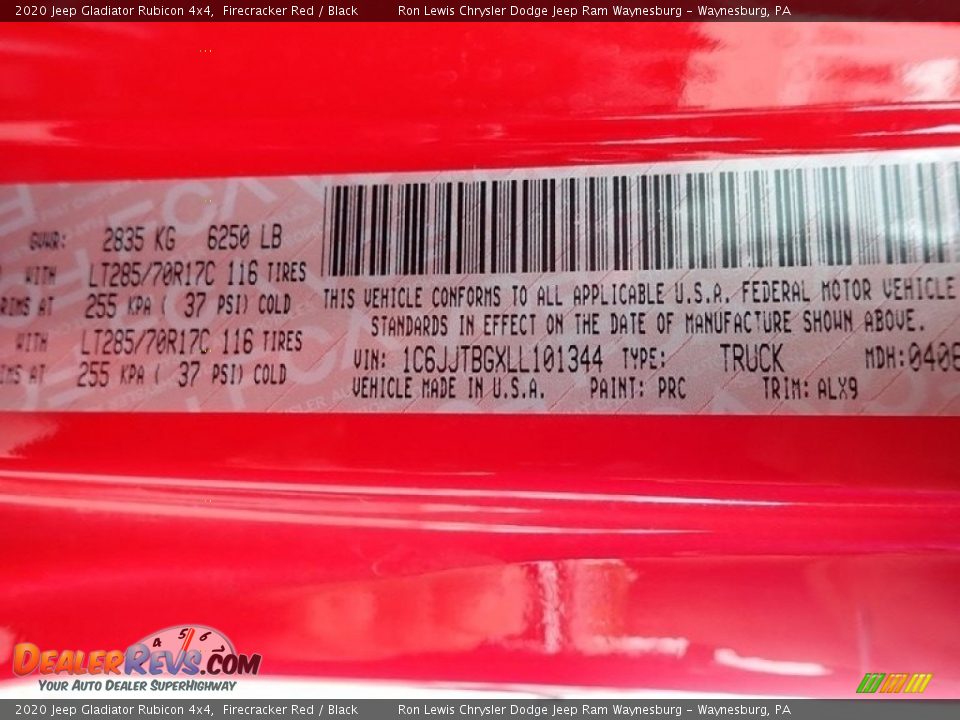 2020 Jeep Gladiator Rubicon 4x4, Firecracker Red / Black Ron Lewis Chrysler Dodge Jeep Ram Waynesburg - Waynesburg, PA
GVWR: 2835 KG 6250 LB
WITH LT285/70R17C 116 TIRES
RIMS AT 255 KPA ( 37 PSI) COLD
WITH LT285/70R17C 116 TIRES
IMS AT 255 KPA ( 37 PSI) COLD
THIS VEHICLE CONFORMS TO ALL APPLICABLE U.S.A. FEDERAL MOTOR VEHICLE
STANDARDS IN EFFECT ON THE DATE OF MANUFACTURE SHOWN ABOVE.
VIN: 1C6JJTBGXLL101344 TYPE: TRUCK MDH: 0406
VEHICLE MADE IN U.S.A. PAINT: PRC TRIM: ALX9
4 5 6
DealerRevs.com
Your Auto Dealer SuperHighway
2020 Jeep Gladiator Rubicon 4x4, Firecracker Red / Black Ron Lewis Chrysler Dodge Jeep Ram Waynesburg - Waynesburg, PA